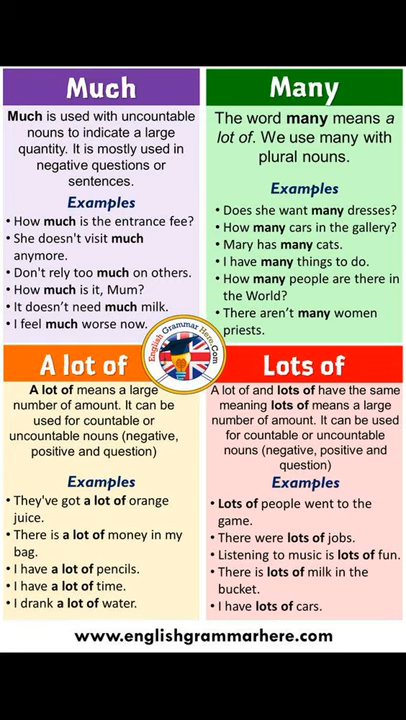 Much
Much is used with uncountable
nouns to indicate a large
quantity. It is mostly used in
negative questions or
sentences.
Examples
• How much is the entrance fee?
• She doesn't visit much
anymore.
• Don't rely too much on others.
• How much is it, Mum?
• It doesn't need much milk.
• I feel much worse now.
Many
The word many means a
lot of. We use many with
plural nouns.
Examples
• Does she want many dresses?
• How many cars in the gallery?
• Mary has many cats.
• I have many things to do.
• How many people are there in
the World?
• There aren't many women
priests.
English Grammar Here.Com
A lot of
A lot of means a large
number of amount. It can be
used for countable or
uncountable nouns (negative,
positive and question)
Examples
• They've got a lot of orange
juice.
• There is a lot of money in my
bag.
• I have a lot of pencils.
• I have a lot of time.
• I drank a lot of water.
Lots of
A lot of and lots of have the same
meaning lots of means a large
number of amount. It can be used
for countable or uncountable
nouns (negative, positive and
question)
Examples
• Lots of people went to the
game.
• There were lots of jobs.
• Listening to music is lots of fun.
• There is lots of milk in the
bucket.
• I have lots of cars.
www.englishgrammarhere.com